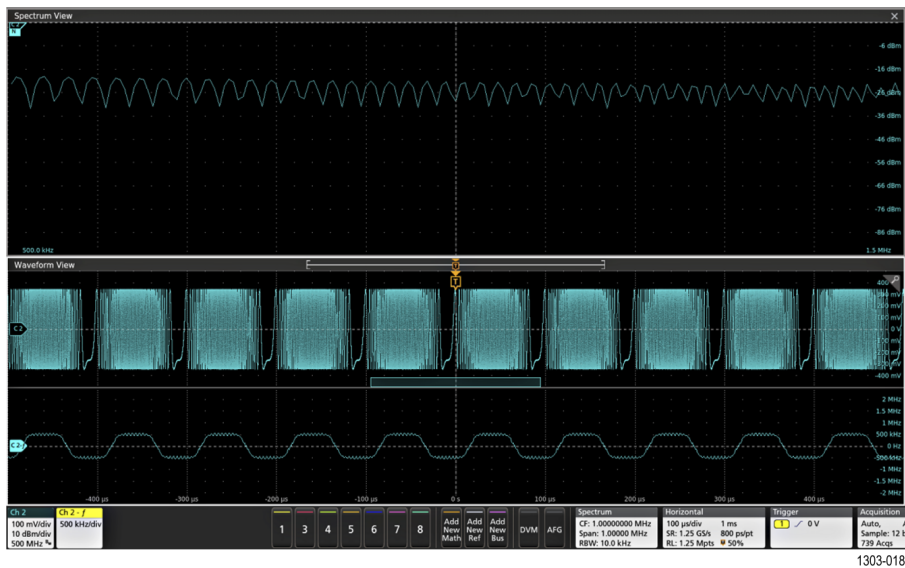 Spectrum View
C 2
N
-6 dBm
-16 dBm
-26 dBm
-36 dBm
-46 dBm
-56 dBm
-66 dBm
-76 dBm
-86 dBm
500.0 kHz
1.5 MHz
Waveform View
T
C 2
0 V
-400 mV
2 MHz
1.5 MHz
1 MHz
500 kHz
0 Hz
-500 kHz
-1 MHz
-1.5 MHz
-2 MHz
-400 µs
-300 µs
-200 µs
-100 µs
0 s
100 µs
200 µs
300 µs
400 µs
Ch 2
100 mV/div
10 dBm/div
500 MHz
Ch 2 - f
500 kHz/div
1
3
4
5
6
7
8
Add New Math
Add New Ref
Add New Bus
DVM
AFG
Spectrum
CF: 1.00000000 MHz
Span: 1.00000 MHz
RBW: 10.0 kHz
Horizontal
100 µs/div 1 ms
SR: 1.25 GS/s 800 ps/pt
RL: 1.25 Mpts 50%
Trigger
1 0 V
Acquisition
Auto,
Sample: 12 b
739 Acqs
1303-018